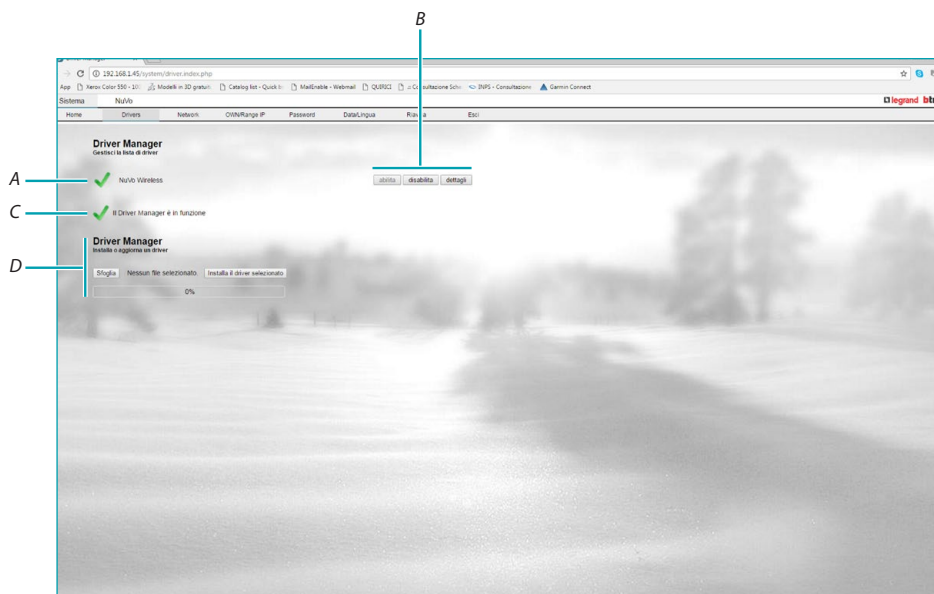 B
192.168.1.45/system/driver.index.php
App Xerox Color 550 - 10: Modelli in 3D gratuiti Catalog list - Quick MailEnable - Webmail QUIRICI Consultazione INPS - Consultazione Garmin Connect
Sistema NuVo legrand
Home Drivers Network OWN/Range IP Password Data/Lingua Esci
Driver Manager
Gestisci la lista di driver
A
NuVo Wireless abilita disabilita dettagli
C
Il Driver Manager è in funzione
Driver Manager
Installa o aggiorna un driver
D
Sfoglia Nessun file selezionato. Installa il driver selezionato
0%